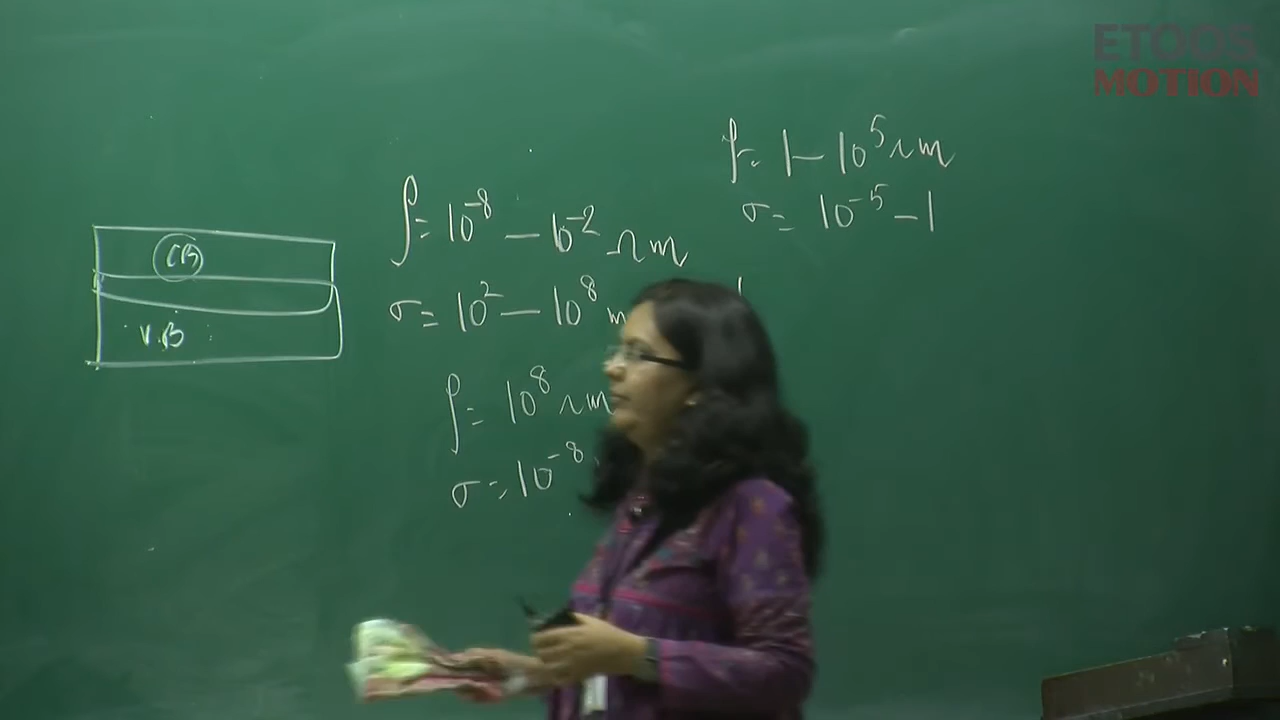 ETOOS
MOTION
ρ = 1 – 10⁵ Ωm
σ = 10⁻⁵ – 1
ρ = 10⁻⁸ – 10⁻² Ωm
σ = 10² – 10⁸
CB
V.B
ρ = 10⁸ Ωm
σ = 10⁻⁸